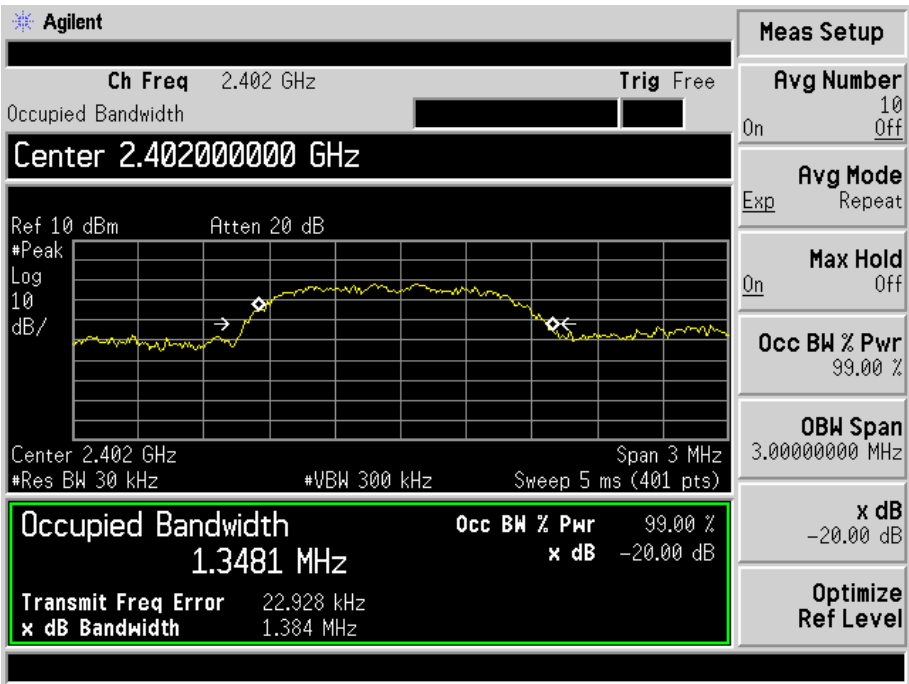 Agilent
Meas Setup
Ch Freq 2.402 GHz Trig Free
Occupied Bandwidth
Center 2.402000000 GHz
Ref 10 dBm Atten 20 dB
#Peak
Log
10
dB/
Center 2.402 GHz Span 3 MHz
#Res BW 30 kHz #VBW 300 kHz Sweep 5 ms (401 pts)
Occupied Bandwidth Occ BW % Pwr 99.00 %
1.3481 MHz x dB -20.00 dB
Transmit Freq Error 22.928 kHz
x dB Bandwidth 1.384 MHz
Avg Number
10
On Off
Avg Mode
Exp Repeat
Max Hold
On Off
Occ BW % Pwr
99.00 %
OBW Span
3.00000000 MHz
x dB
-20.00 dB
Optimize
Ref Level